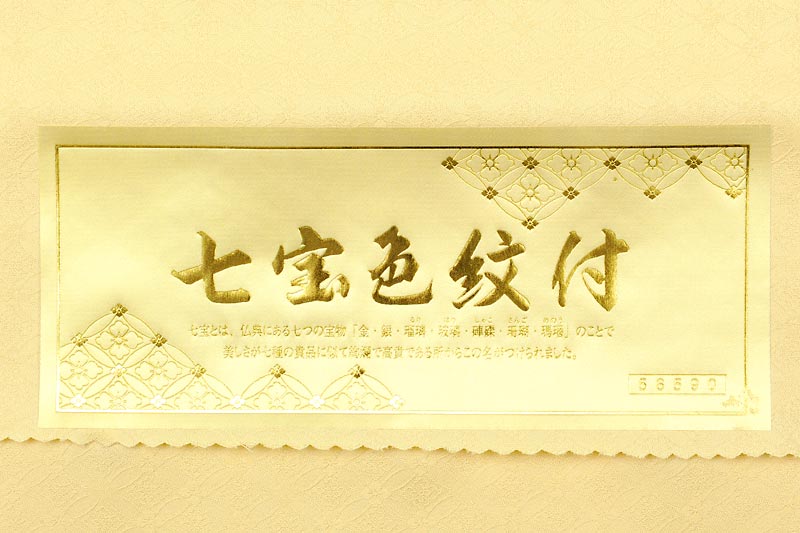 七宝色紋付
七宝とは、仏典にある七つの宝物「金・銀・瑠璃・玻璃・硨磲・珊瑚・瑪瑙」のことで
美しさが七種の賞品に似て絢爛で高貴である所からこの名がつけられました。
56590